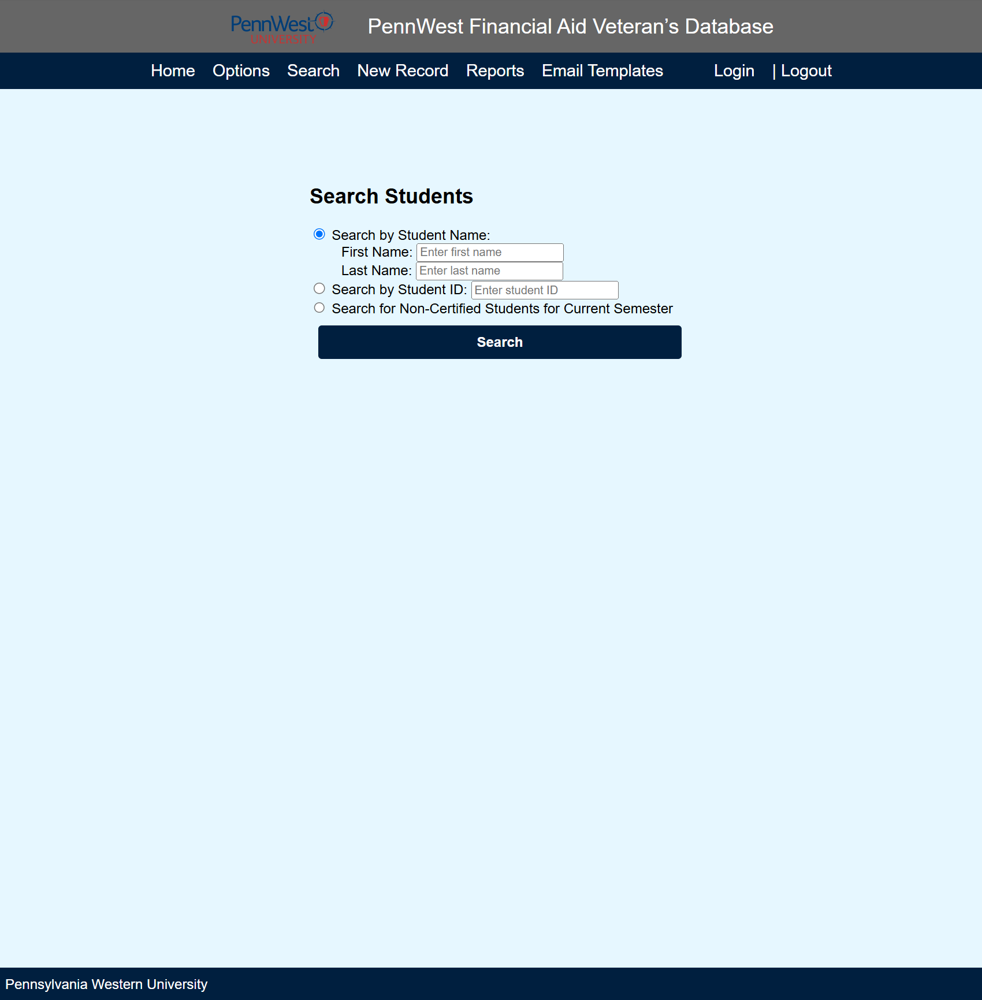 PennWest
UNIVERSITY
PennWest Financial Aid Veteran’s Database
Home Options Search New Record Reports Email Templates Login | Logout
Search Students
Search by Student Name:
First Name: Enter first name
Last Name: Enter last name
Search by Student ID: Enter student ID
Search for Non-Certified Students for Current Semester
Search
Pennsylvania Western University